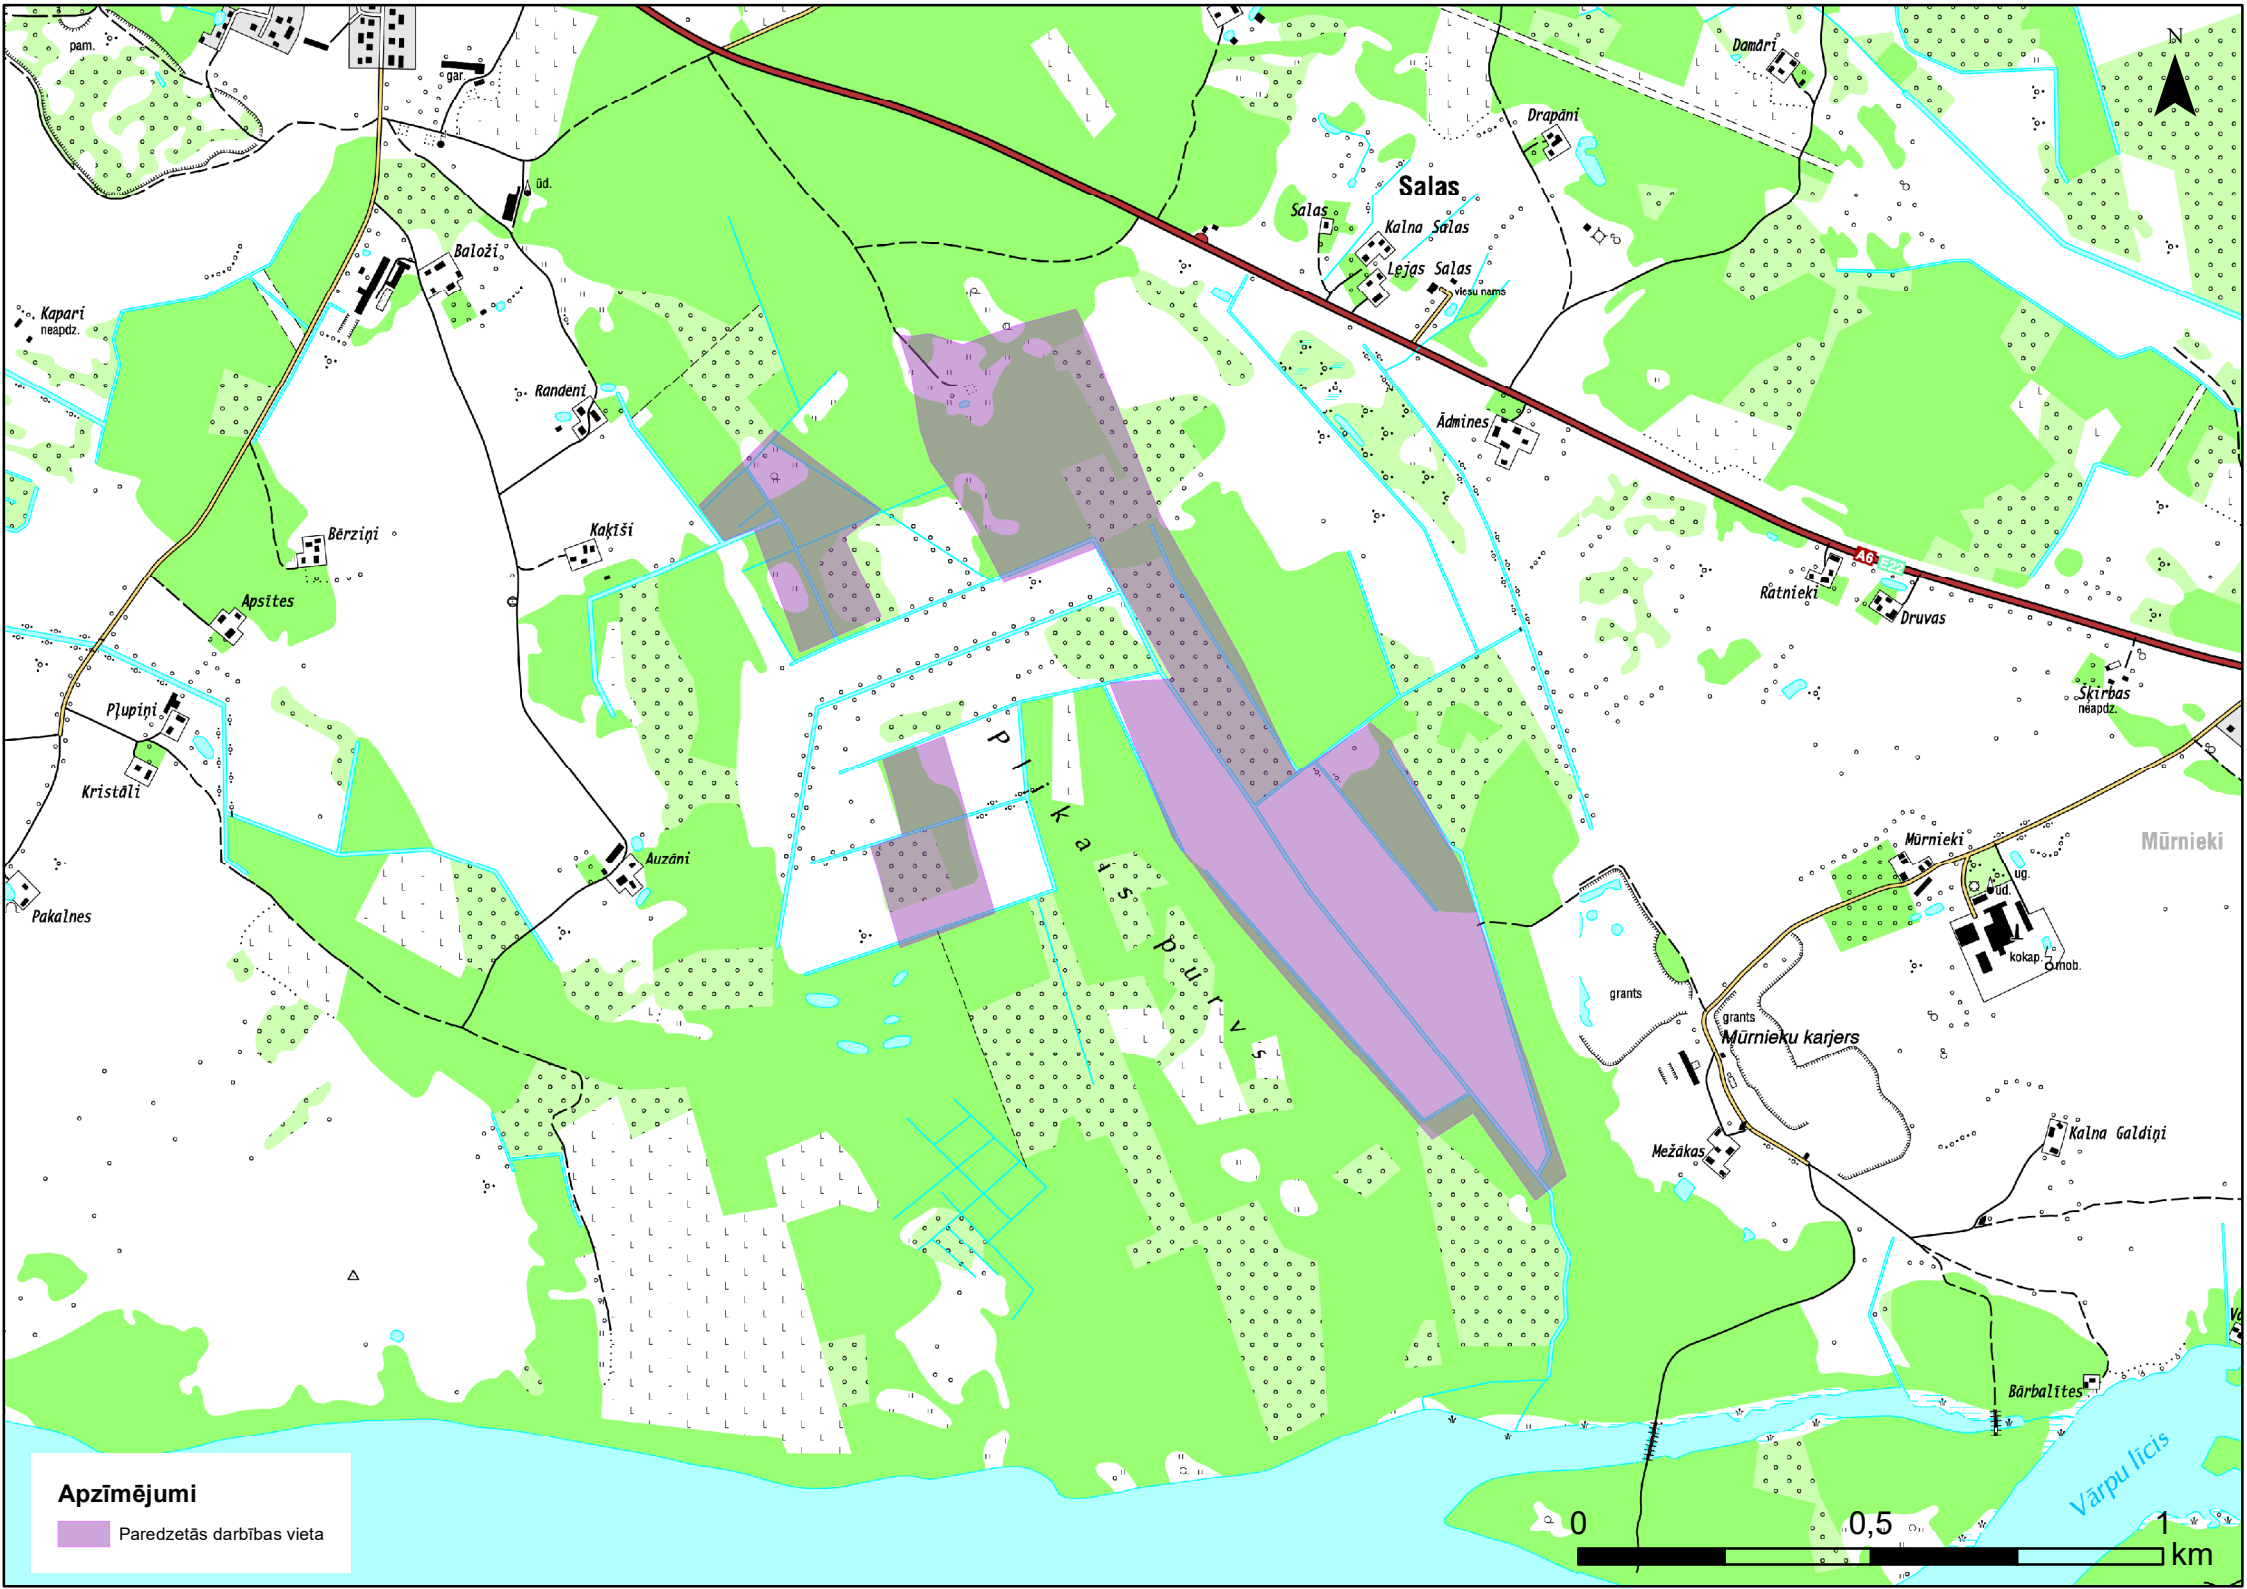 pam.
gar.
N
Damāri
Drapāni
Salas
ūd.
Salas
Kalna Salas
Baloži
Lejas Salas
viesu nams
Kapari
neapdz.
Randēni
Ādmines
Bērziņi
Kaķīši
A6 E22
Ratnieki
Druvas
Apsītes
Šķirbas
neapdz.
Pļupiņi
Kristāli
Plikais purvs
Mūrnieki
Mūrnieki
Auzāni
ug.
ūd.
Pakalnes
kokap.
mob.
grants
grants
Mūrnieku karjers
Kalna Galdiņi
Mežākas
Bārbalītes
Vārpu līcis
Apzīmējumi
Paredzetās darbības vieta
0 0,5 1
km